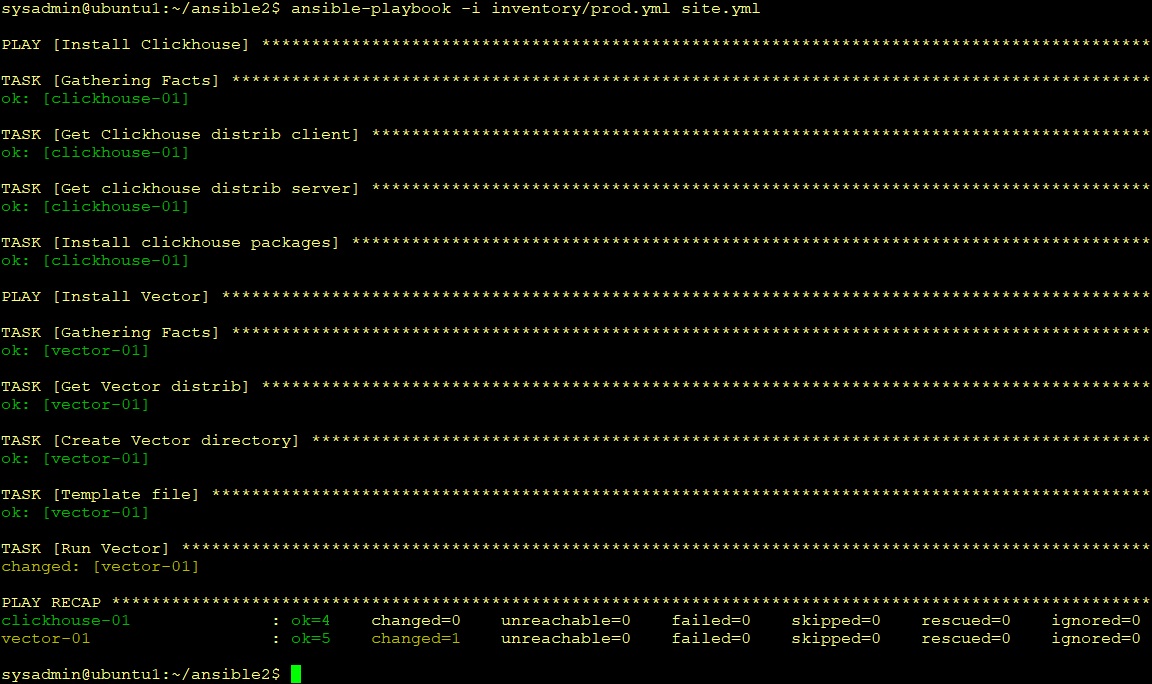 sysadmin@ubuntu1:~/ansible2$ ansible-playbook -i inventory/prod.yml site.yml
PLAY [Install Clickhouse] *****************************************************************************************
TASK [Gathering Facts] ********************************************************************************************
ok: [clickhouse-01]
TASK [Get Clickhouse distrib client] ******************************************************************************
ok: [clickhouse-01]
TASK [Get clickhouse distrib server] ******************************************************************************
ok: [clickhouse-01]
TASK [Install clickhouse packages] ********************************************************************************
ok: [clickhouse-01]
PLAY [Install Vector] *********************************************************************************************
TASK [Gathering Facts] ********************************************************************************************
ok: [vector-01]
TASK [Get Vector distrib] *****************************************************************************************
ok: [vector-01]
TASK [Create Vector directory] ************************************************************************************
ok: [vector-01]
TASK [Template file] **********************************************************************************************
ok: [vector-01]
TASK [Run Vector] *************************************************************************************************
changed: [vector-01]
PLAY RECAP ********************************************************************************************************
clickhouse-01              : ok=4    changed=0    unreachable=0    failed=0    skipped=0    rescued=0    ignored=0
vector-01                  : ok=5    changed=1    unreachable=0    failed=0    skipped=0    rescued=0    ignored=0
sysadmin@ubuntu1:~/ansible2$